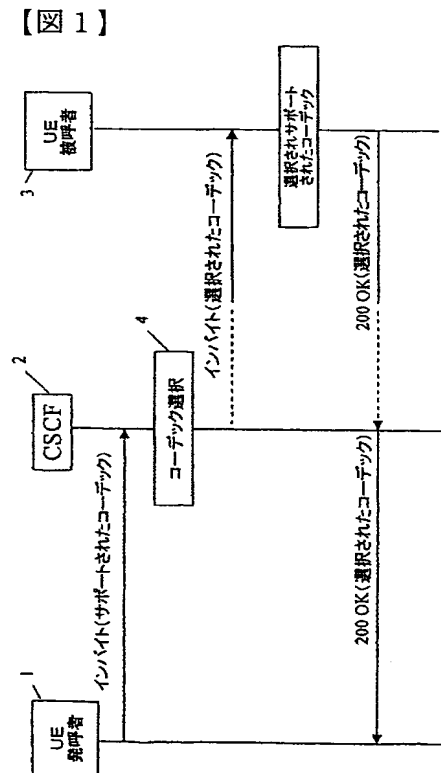 【図1】
1
UE
発呼者
2
CSCF
3
UE
被呼者
インバイト(サポートされたコーデック)
4
コーデック選択
インバイト(選択されたコーデック)
選択されサポート
されたコーデック
200 OK(選択されたコーデック)
200 OK(選択されたコーデック)